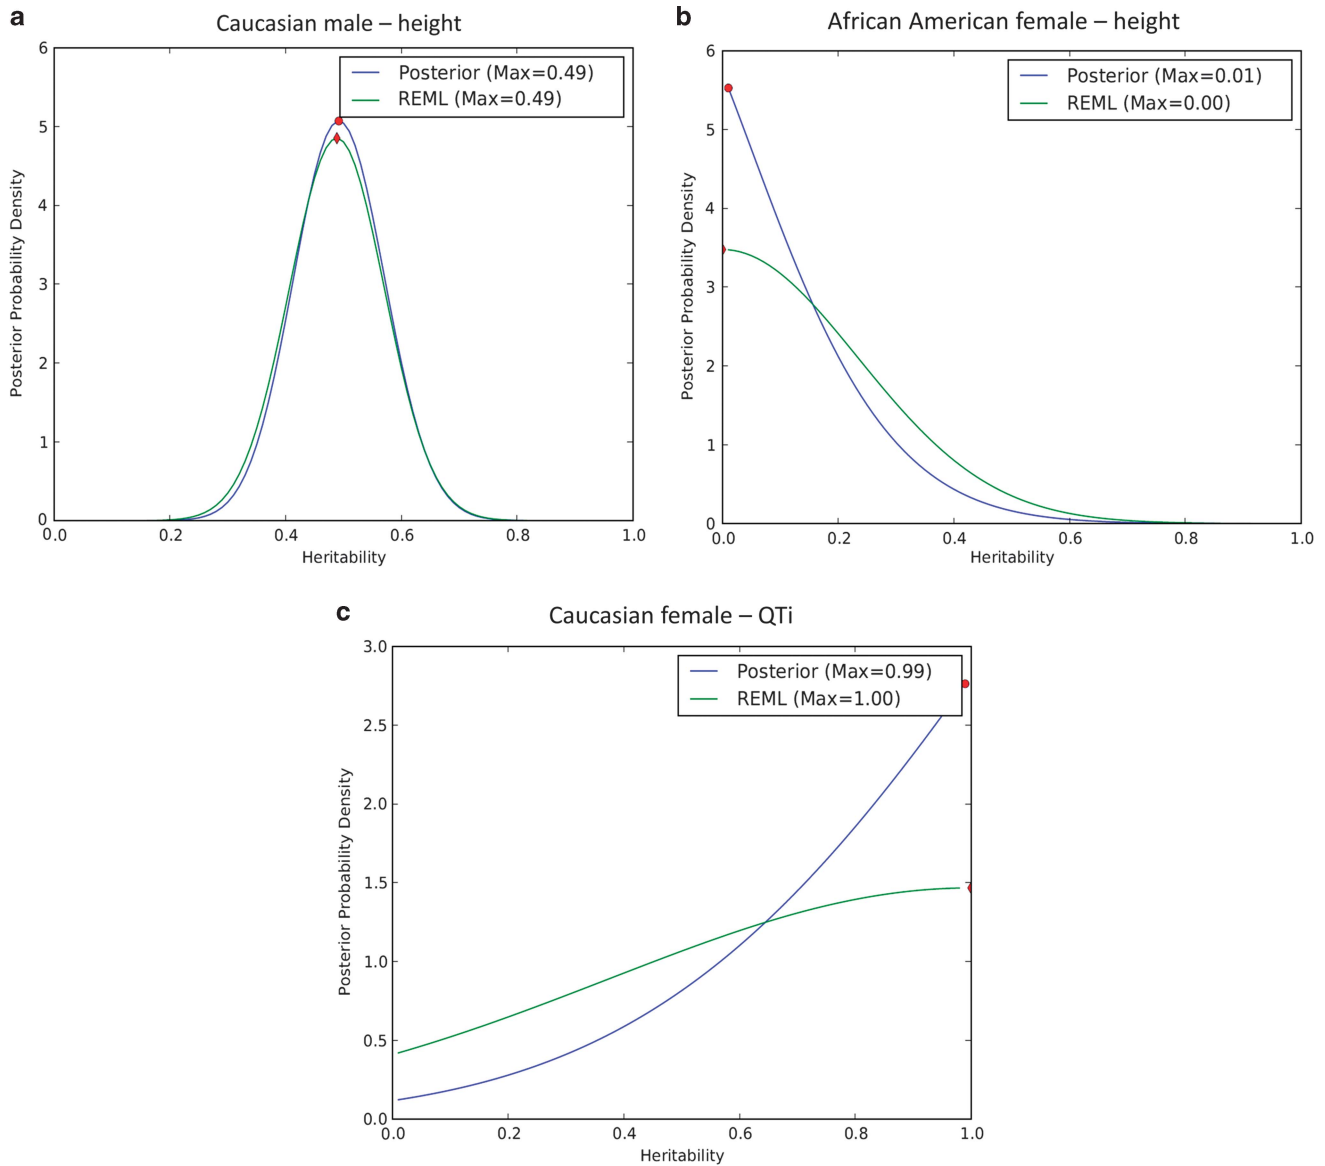 a
Caucasian male – height
Posterior (Max=0.49)
REML (Max=0.49)
Posterior Probability Density
6
5
4
3
2
1
0
0.0 0.2 0.4 0.6 0.8 1.0
Heritability
b
African American female – height
Posterior (Max=0.01)
REML (Max=0.00)
Posterior Probability Density
6
5
4
3
2
1
0
0.0 0.2 0.4 0.6 0.8 1.0
Heritability
c
Caucasian female – QTi
Posterior (Max=0.99)
REML (Max=1.00)
Posterior Probability Density
3.0
2.5
2.0
1.5
1.0
0.5
0.0
0.0 0.2 0.4 0.6 0.8 1.0
Heritability